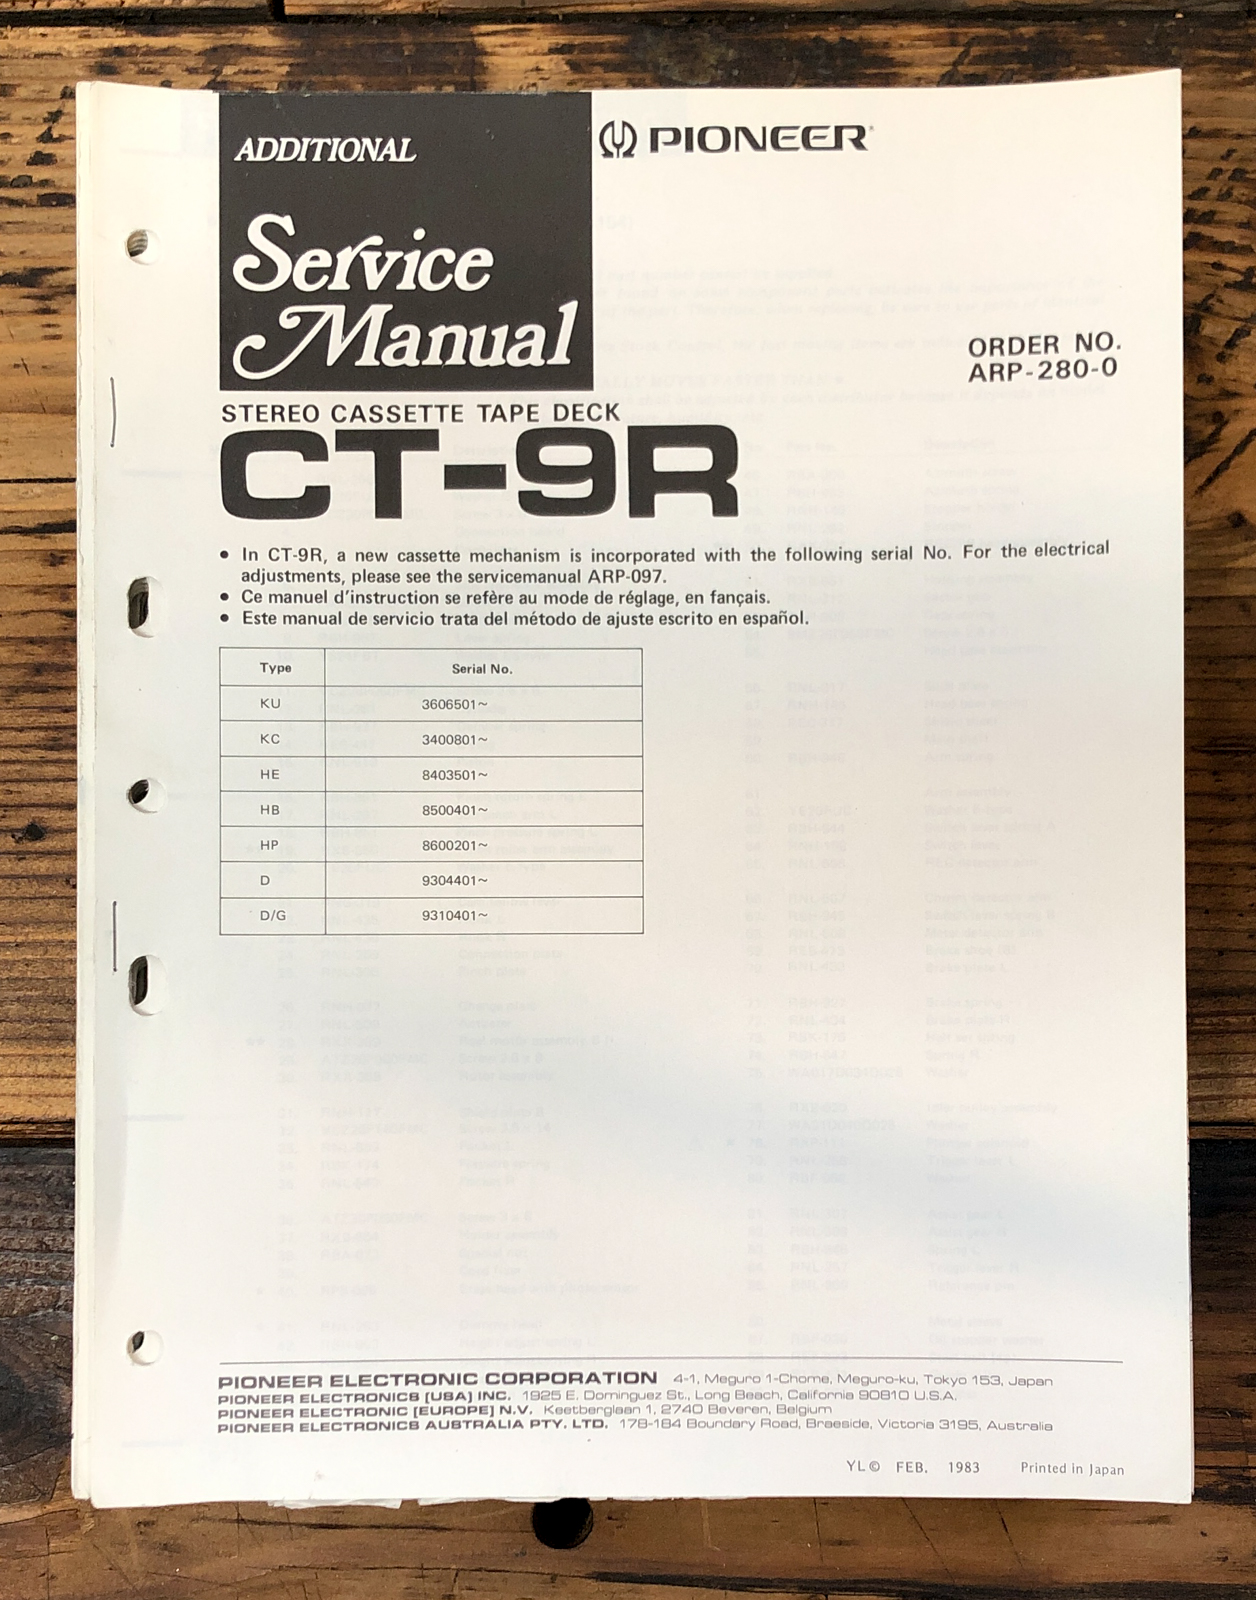 ADDITIONAL
Service
Manual
PIONEER
ORDER NO.
ARP-280-0
STEREO CASSETTE TAPE DECK
CT-9R
● In CT-9R, a new cassette mechanism is incorporated with the following serial No. For the electrical
adjustments, please see the servicemanual ARP-097.
● Ce manuel d'instruction se refère au mode de réglage, en fançais.
● Este manual de servicio trata del método de ajuste escrito en español.
Type Serial No.
KU 3606501~
KC 3400801~
HE 8403501~
HB 8500401~
HP 8600201~
D 9304401~
D/G 9310401~
PIONEER ELECTRONIC CORPORATION 4-1, Meguro 1-Chome, Meguro-ku, Tokyo 153, Japan
PIONEER ELECTRONICS [USA] INC. 1925 E. Dominguez St., Long Beach, California 90810 U.S.A.
PIONEER ELECTRONIC [EUROPE] N.V. Keetberglaan 1, 2740 Beveren, Belgium
PIONEER ELECTRONICS AUSTRALIA PTY. LTD. 178-184 Boundary Road, Braeside, Victoria 3195, Australia
YL © FEB. 1983 Printed in Japan